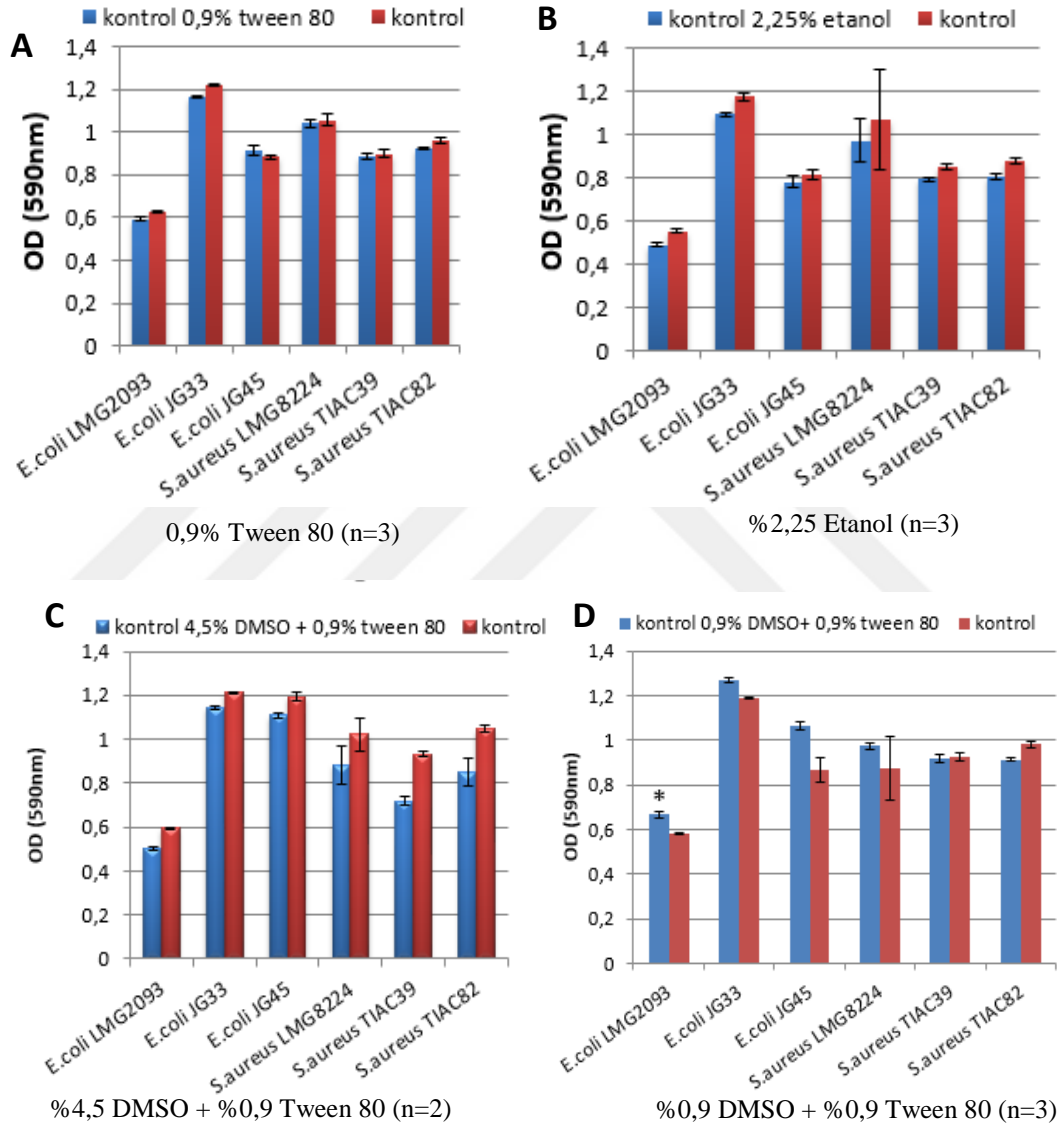 A
kontrol 0,9% tween 80 kontrol
OD (590nm)
1,4
1,2
1
0,8
0,6
0,4
0,2
0
E.coli LMG2093
E.coli JG33
E.coli JG45
S.aureus LMG8224
S.aureus TIAC39
S.aureus TIAC82
0,9% Tween 80 (n=3)
B
kontrol 2,25% etanol kontrol
OD (590nm)
1,4
1,2
1
0,8
0,6
0,4
0,2
0
E.coli LMG2093
E.coli JG33
E.coli JG45
S.aureus LMG8224
S.aureus TIAC39
S.aureus TIAC82
%2,25 Etanol (n=3)
C
kontrol 4,5% DMSO + 0,9% tween 80 kontrol
OD (590nm)
1,4
1,2
1
0,8
0,6
0,4
0,2
0
E.coli LMG2093
E.coli JG33
E.coli JG45
S.aureus LMG8224
S.aureus TIAC39
S.aureus TIAC82
%4,5 DMSO + %0,9 Tween 80 (n=2)
D
kontrol 0,9% DMSO+ 0,9% tween 80 kontrol
OD (590nm)
1,4
1,2
1
0,8
0,6
0,4
0,2
0
*
E.coli LMG2093
E.coli JG33
E.coli JG45
S.aureus LMG8224
S.aureus TIAC39
S.aureus TIAC82
%0,9 DMSO + %0,9 Tween 80 (n=3)